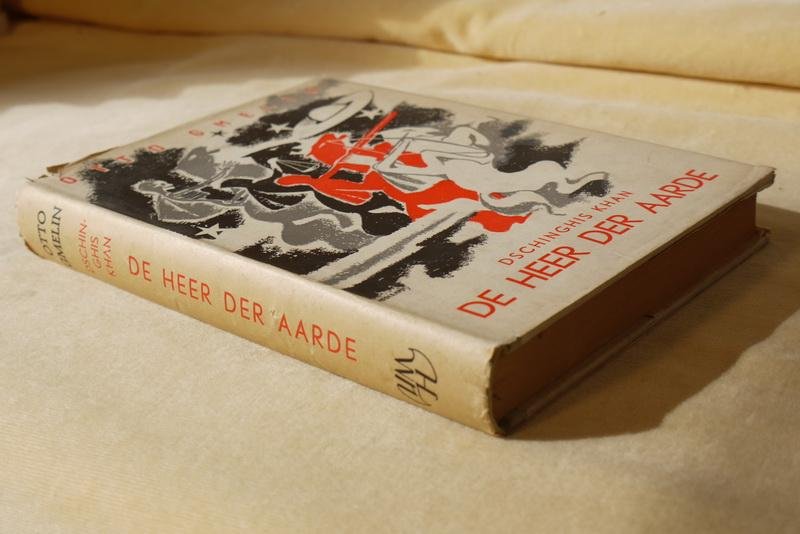 OTTO GMELIN
DSCHINGHIS KHAN
DE HEER DER AARDE
OTTO
GMELIN
DSCHIN-
GHIS
KHAN
DE HEER DER AARDE